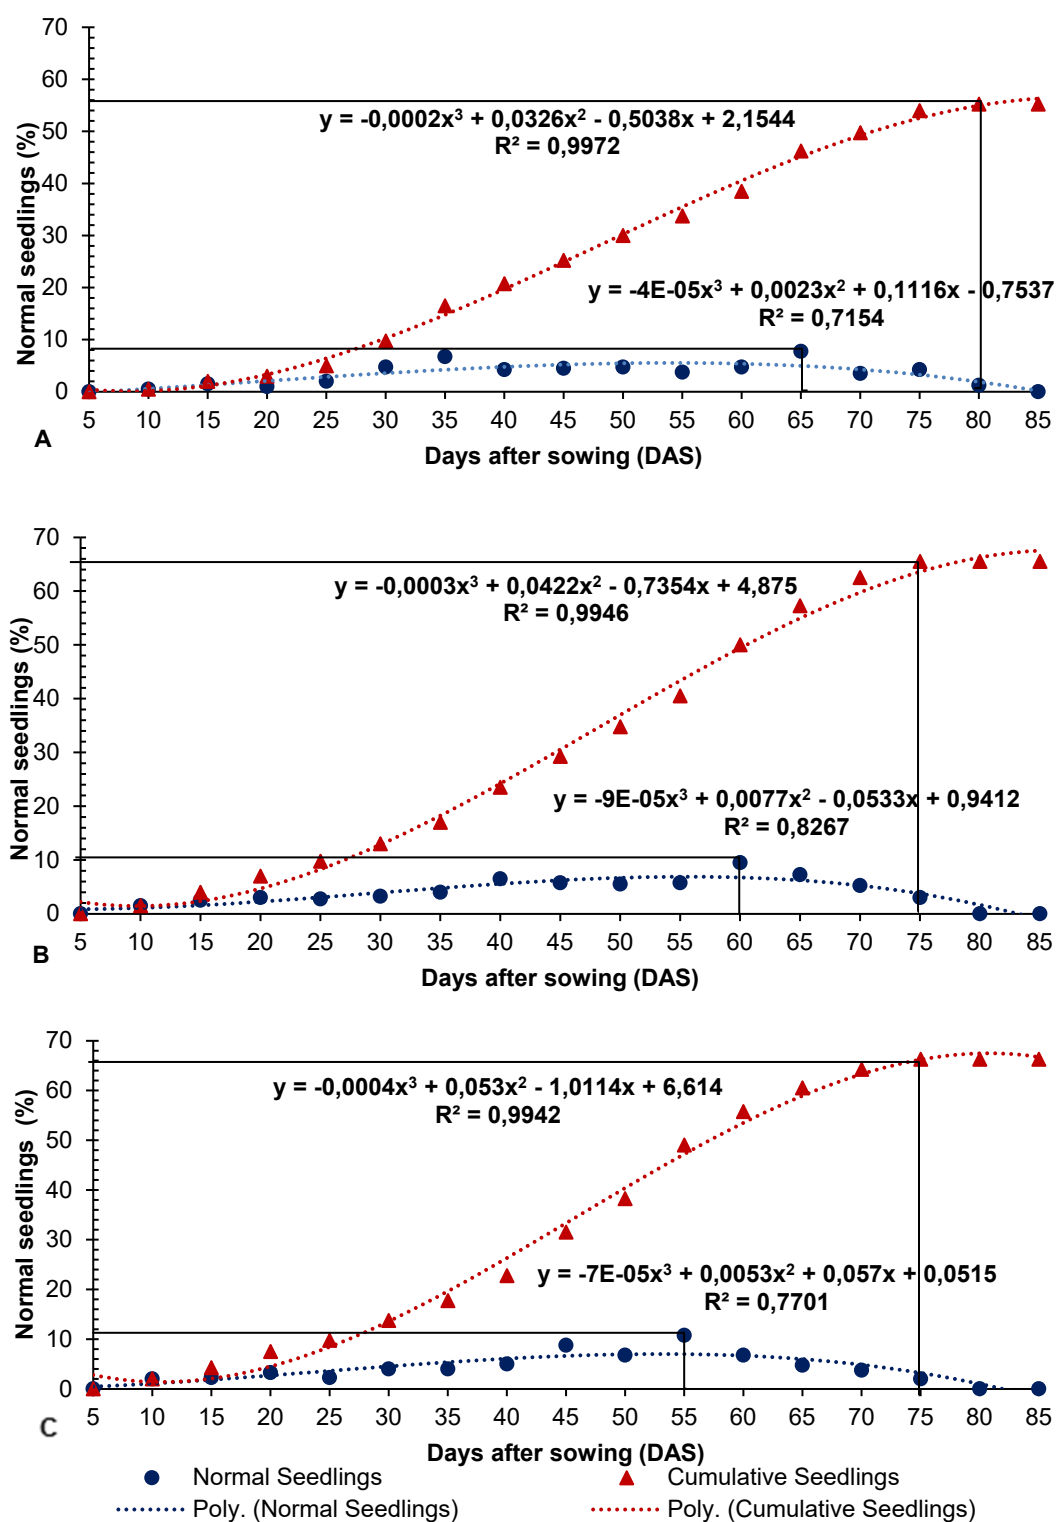 70
60
50
40
30
20
10
0
Normal seedlings (%)
y = -0,0002x³ + 0,0326x² - 0,5038x + 2,1544
R² = 0,9972
y = -4E-05x³ + 0,0023x² + 0,1116x - 0,7537
R² = 0,7154
5 10 15 20 25 30 35 40 45 50 55 60 65 70 75 80 85
A
Days after sowing (DAS)
70
60
50
40
30
20
10
0
Normal seedlings (%)
y = -0,0003x³ + 0,0422x² - 0,7354x + 4,875
R² = 0,9946
y = -9E-05x³ + 0,0077x² - 0,0533x + 0,9412
R² = 0,8267
5 10 15 20 25 30 35 40 45 50 55 60 65 70 75 80 85
B
Days after sowing (DAS)
70
60
50
40
30
20
10
0
Normal seedlings (%)
y = -0,0004x³ + 0,053x² - 1,0114x + 6,614
R² = 0,9942
y = -7E-05x³ + 0,0053x² + 0,057x + 0,0515
R² = 0,7701
5 10 15 20 25 30 35 40 45 50 55 60 65 70 75 80 85
C
Days after sowing (DAS)
Normal Seedlings
Cumulative Seedlings
Poly. (Normal Seedlings)
Poly. (Cumulative Seedlings)